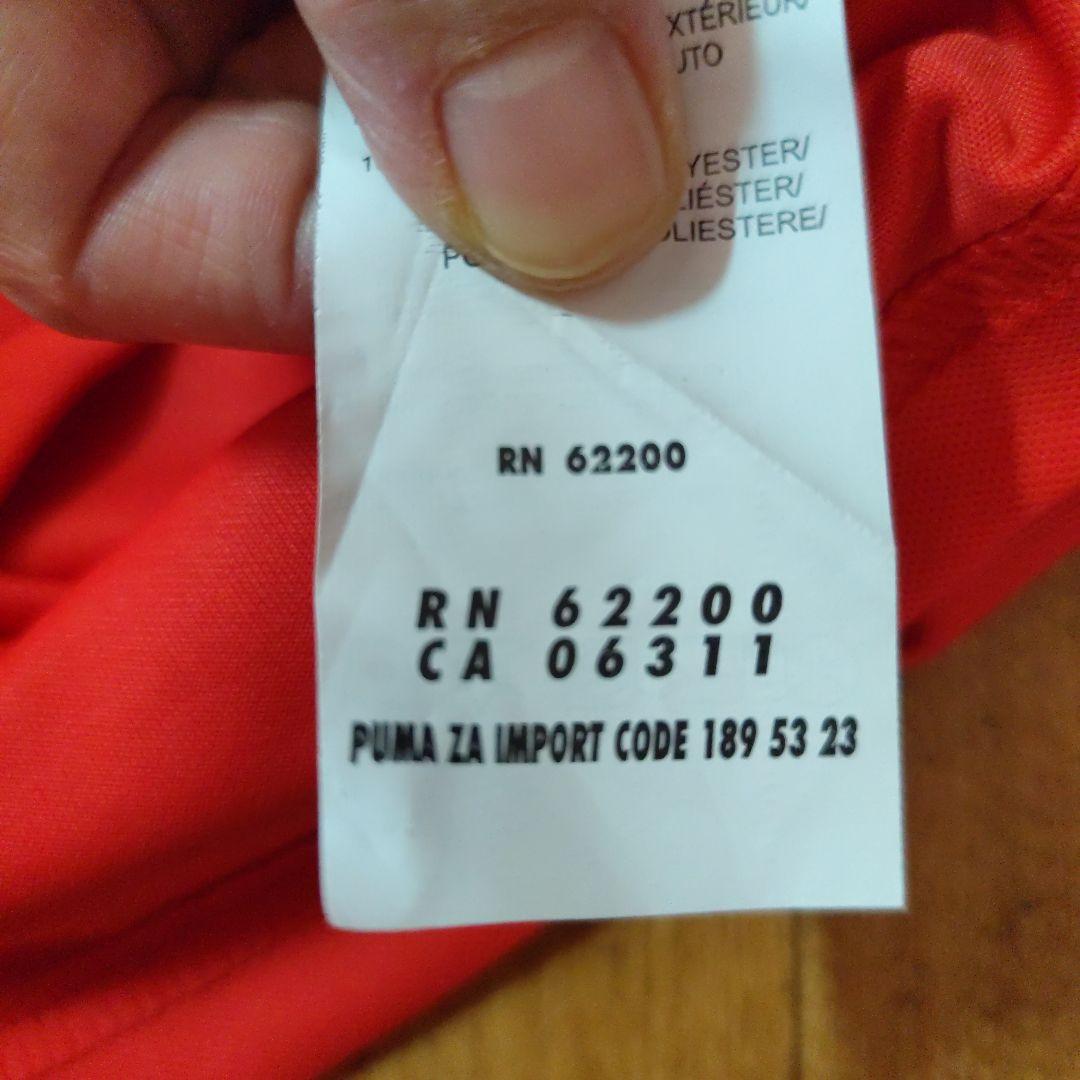 XTÉRIEUR/
UTO
YESTER/
LIÉSTER/
OLIESTERE/
RN 62200
RN 62200
CA 06311
PUMA ZA IMPORT CODE 189 53 23